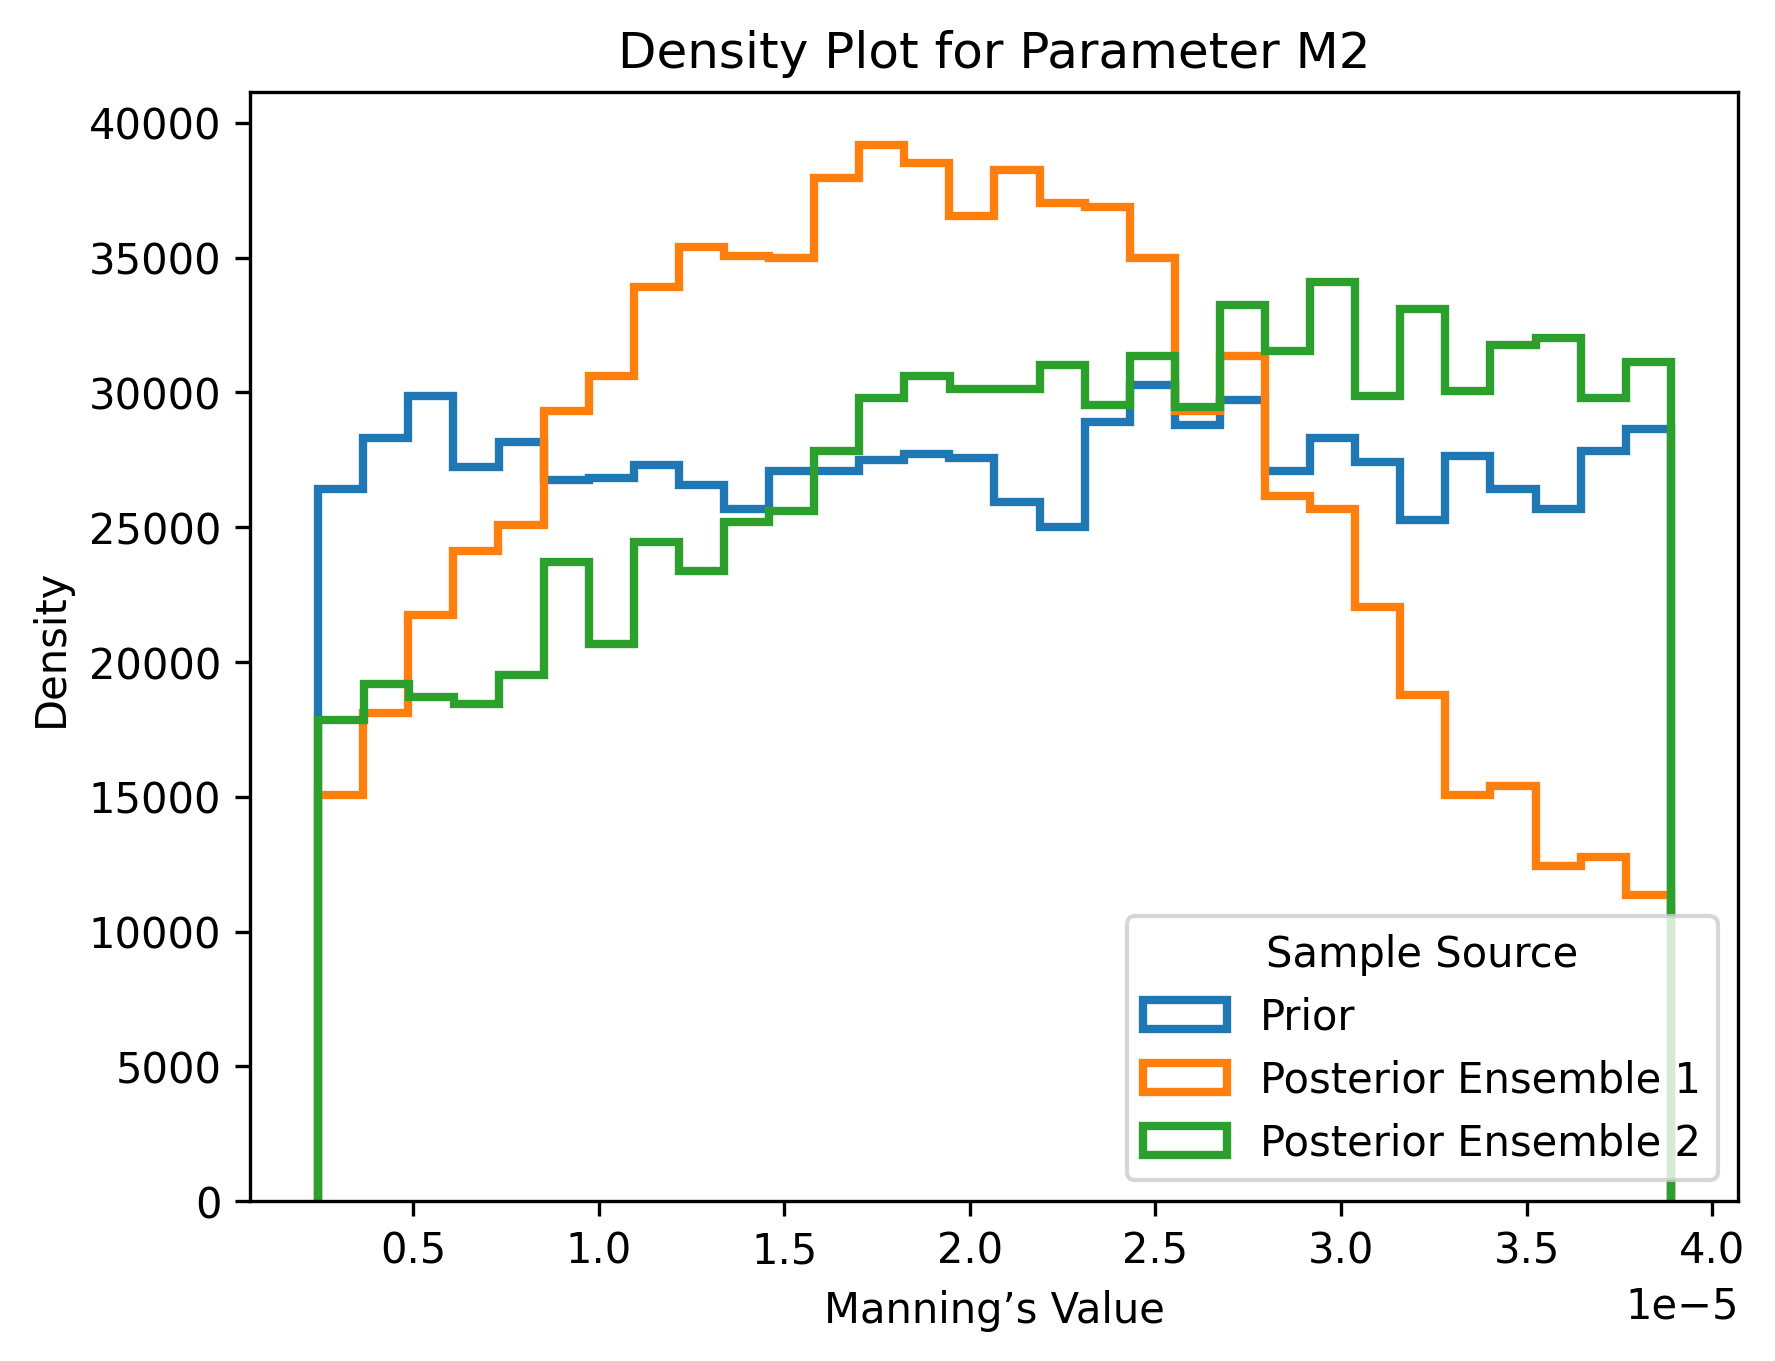 Density Plot for Parameter M2
40000
35000
30000
25000
20000
15000
10000
5000
0
Density
0.5 1.0 1.5 2.0 2.5 3.0 3.5 4.0
1e−5
Manning’s Value
Sample Source
Prior
Posterior Ensemble 1
Posterior Ensemble 2